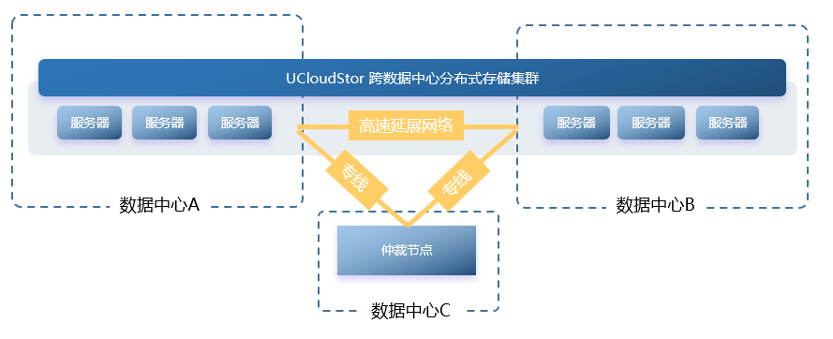 UCloudStor 跨数据中心分布式存储集群
服务器
服务器
服务器
高速延展网络
服务器
服务器
服务器
专线
专线
数据中心A
数据中心B
仲裁节点
数据中心C